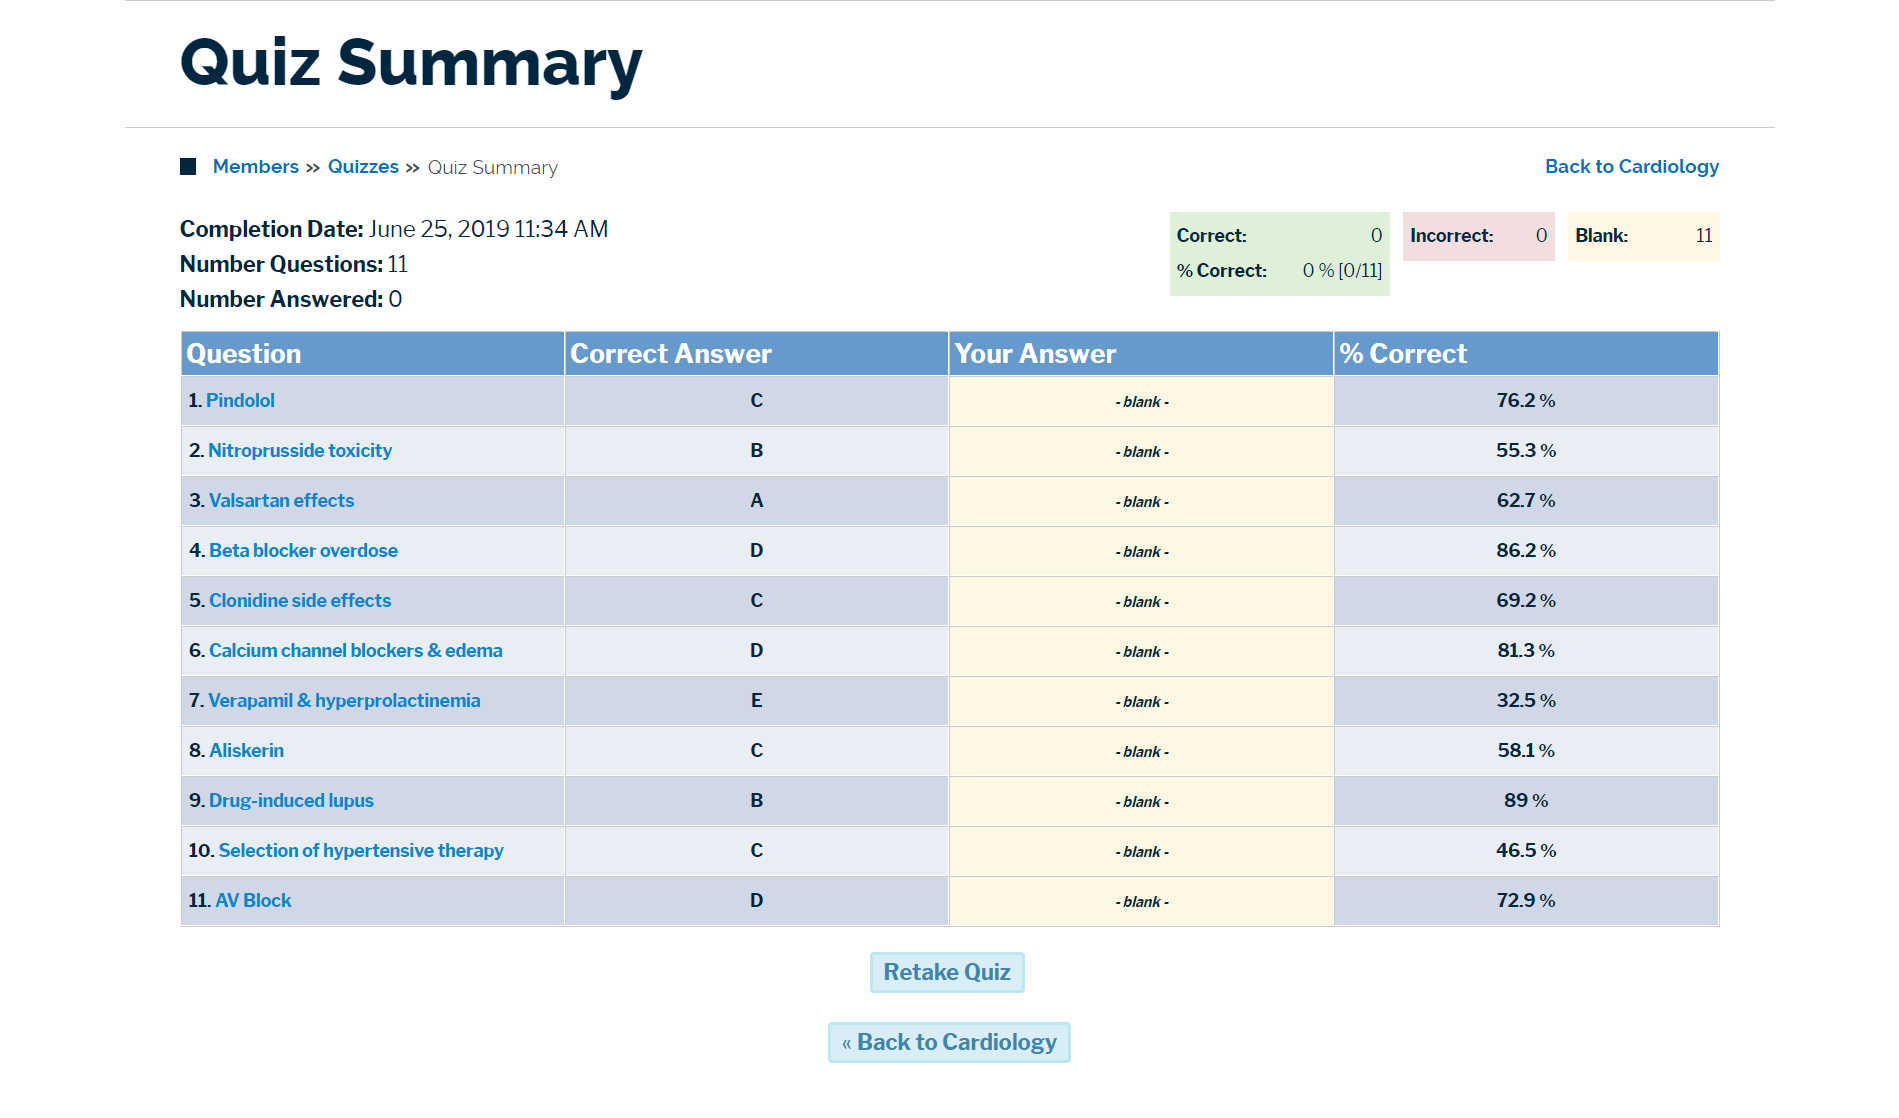 Quiz Summary
Members » Quizzes » Quiz Summary
Back to Cardiology
Completion Date: June 25, 2019 11:34 AM
Number Questions: 11
Number Answered: 0
Correct: 0
% Correct: 0 % [0/11]
Incorrect: 0
Blank: 11
Question Correct Answer Your Answer % Correct
1. Pindolol C - blank - 76.2 %
2. Nitroprusside toxicity B - blank - 55.3 %
3. Valsartan effects A - blank - 62.7 %
4. Beta blocker overdose D - blank - 86.2 %
5. Clonidine side effects C - blank - 69.2 %
6. Calcium channel blockers & edema D - blank - 81.3 %
7. Verapamil & hyperprolactinemia E - blank - 32.5 %
8. Aliskerin C - blank - 58.1 %
9. Drug-induced lupus B - blank - 89 %
10. Selection of hypertensive therapy C - blank - 46.5 %
11. AV Block D - blank - 72.9 %
Retake Quiz
« Back to Cardiology